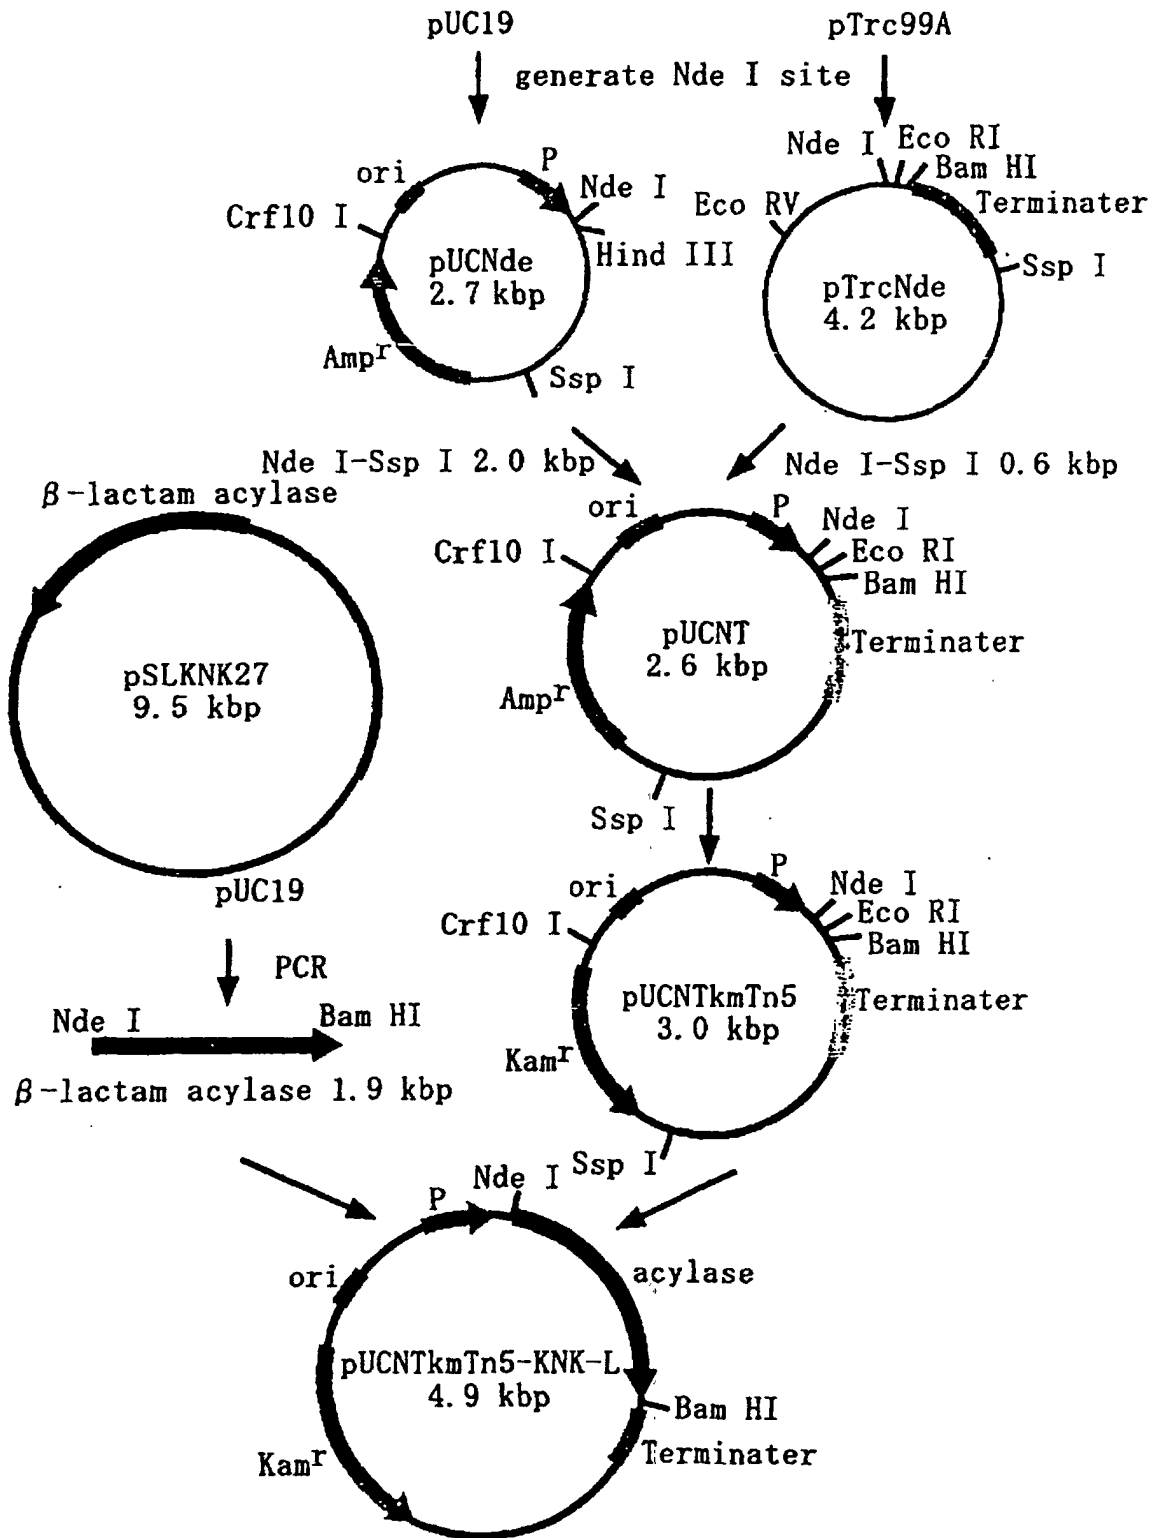 pUC19
pTrc99A
generate Nde I site
ori
P
Nde I
Crf10 I
Hind III
pUCNde
2.7 kbp
Ampr
Ssp I
Nde I
Eco RI
Bam HI
Terminater
Eco RV
Ssp I
pTrcNde
4.2 kbp
Nde I-Ssp I 2.0 kbp
Nde I-Ssp I 0.6 kbp
β-lactam acylase
pSLKNK27
9.5 kbp
pUC19
ori
P
Nde I
Eco RI
Bam HI
Crf10 I
pUCNT
2.6 kbp
Terminater
Ampr
Ssp I
PCR
Nde I
Bam HI
β-lactam acylase 1.9 kbp
ori
P
Nde I
Eco RI
Bam HI
Crf10 I
pUCNTkmTn5
3.0 kbp
Terminater
Kamr
Ssp I
P
Nde I
ori
acylase
pUCNTkmTn5-KNK-L
4.9 kbp
Bam HI
Terminater
Kamr